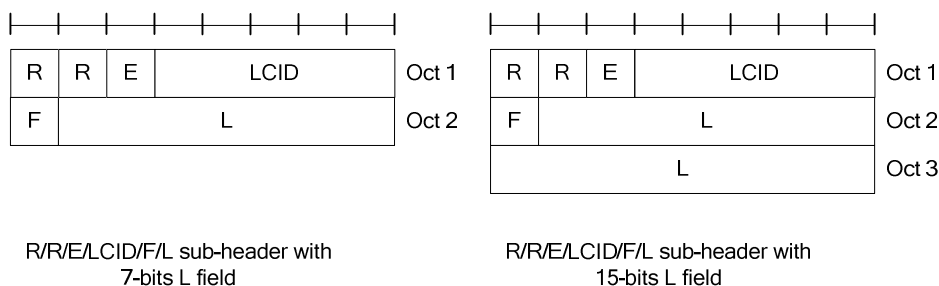 R R E LCID Oct 1
F L Oct 2
R/R/E/LCID/F/L sub-header with
7-bits L field
R R E LCID Oct 1
F L Oct 2
L Oct 3
R/R/E/LCID/F/L sub-header with
15-bits L field